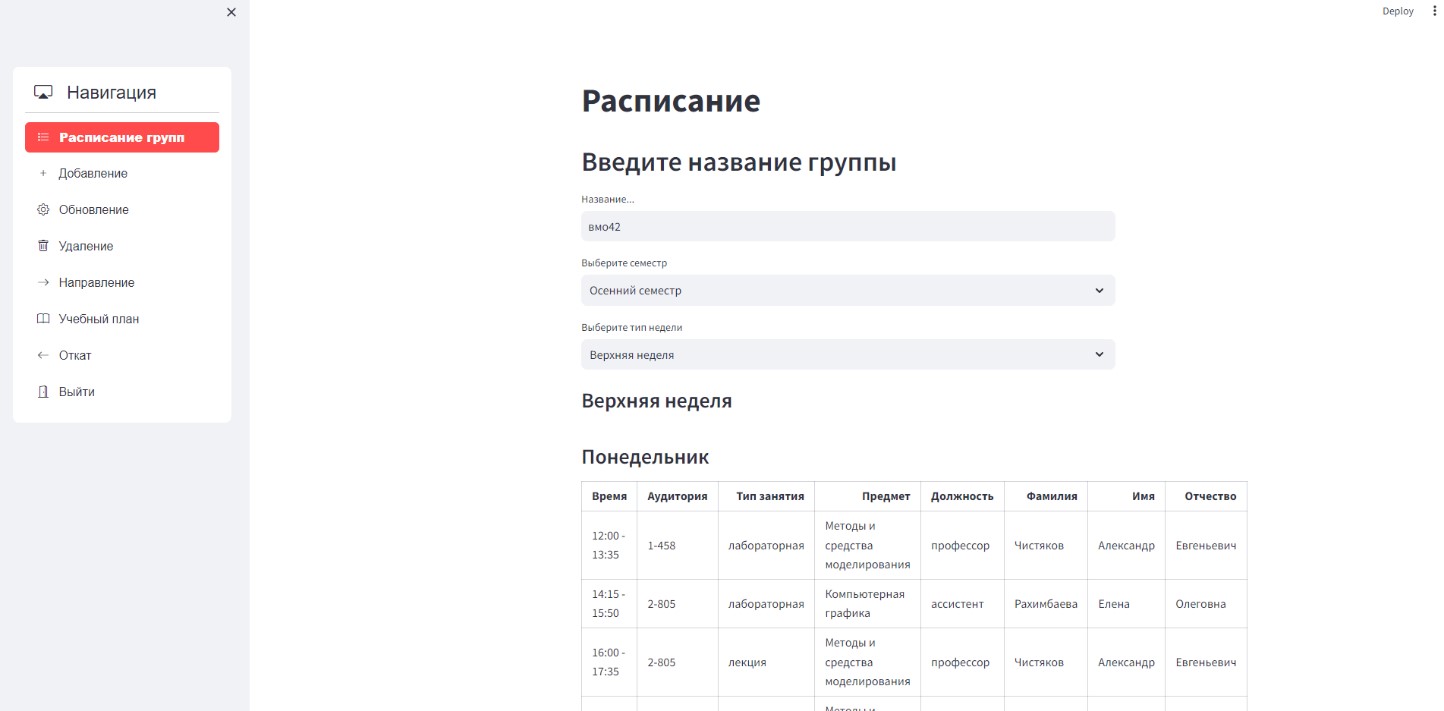 Deploy
Навигация
Расписание групп
Добавление
Обновление
Удаление
Направление
Учебный план
Откат
Выйти
Расписание
Введите название группы
Название...
вмо42
Выберите семестр
Осенний семестр
Выберите тип недели
Верхняя неделя
Верхняя неделя
Понедельник
Время Аудитория Тип занятия Предмет Должность Фамилия Имя Отчество
12:00 - 13:35 1-458 лабораторная Методы и средства моделирования профессор Чистяков Александр Евгеньевич
14:15 - 15:50 2-805 лабораторная Компьютерная графика ассистент Рахимбаева Елена Олеговна
16:00 - 17:35 2-805 лекция Методы и средства моделирования профессор Чистяков Александр Евгеньевич
Методы и